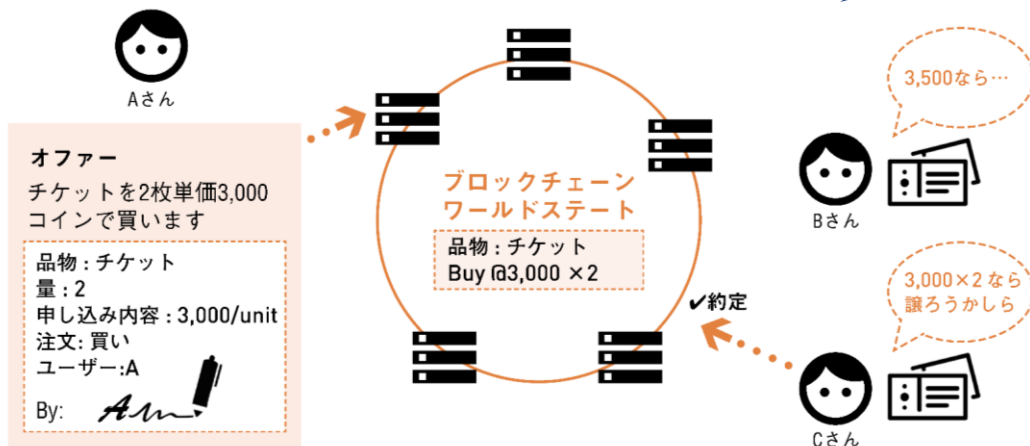 Aさん
オファー
チケットを2枚単価3,000
コインで買います
品物：チケット
量：2
申し込み内容：3,000/unit
注文: 買い
ユーザー:A
By:
ブロックチェーン
ワールドステート
品物：チケット
Buy @3,000 ×2
✔約定
3,500なら…
Bさん
3,000×2 なら
譲ろうかしら
Cさん